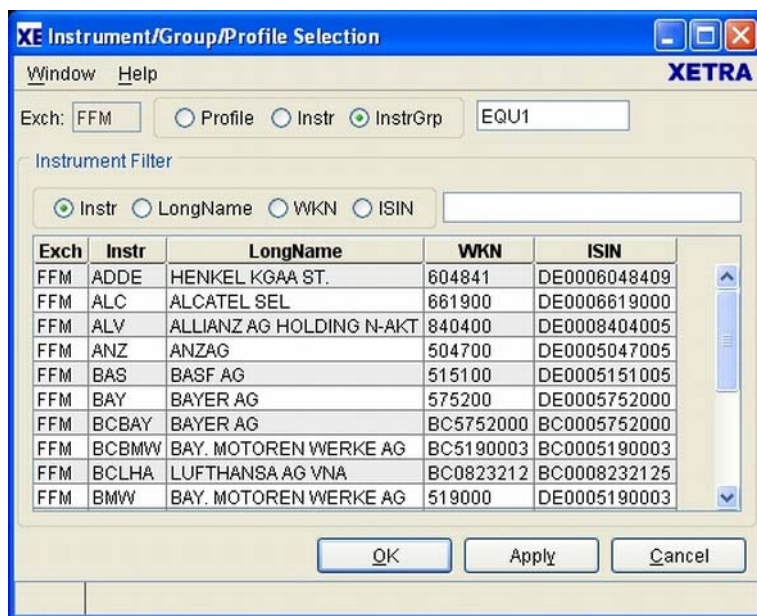 XE Instrument/Group/Profile Selection
Window Help XETRA
Exch: FFM Profile Instr InstrGrp EQU1
Instrument Filter
Instr LongName WKN ISIN
Exch Instr LongName WKN ISIN
FFM ADDE HENKEL KGAA ST. 604841 DE0006048409
FFM ALC ALCATEL SEL 661900 DE0006619000
FFM ALV ALLIANZ AG HOLDING N-AKT 840400 DE0008404005
FFM ANZ ANZAG 504700 DE0005047005
FFM BAS BASF AG 515100 DE0005151005
FFM BAY BAYER AG 575200 DE0005752000
FFM BCBAY BAYER AG BC5752000 BC0005752000
FFM BCBMW BAY. MOTOREN WERKE AG BC5190003 BC0005190003
FFM BCLHA LUFTHANSA AG VNA BC0823212 BC0008232125
FFM BMW BAY. MOTOREN WERKE AG 519000 DE0005190003
OK Apply Cancel